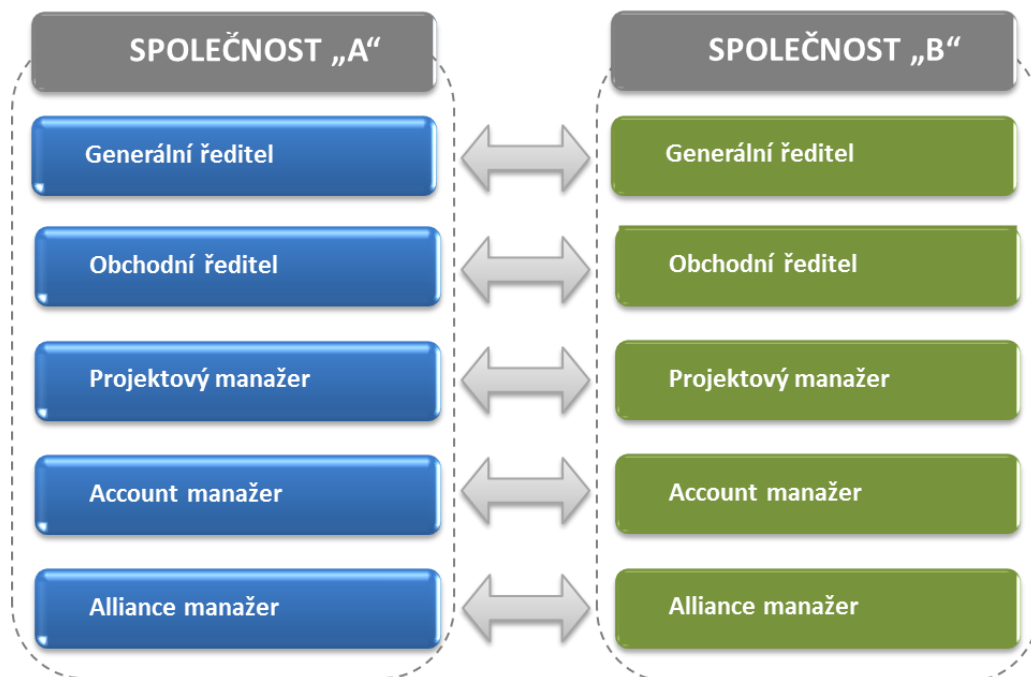 SPOLEČNOST „A“
SPOLEČNOST „B“
Generální ředitel
Generální ředitel
Obchodní ředitel
Obchodní ředitel
Projektový manažer
Projektový manažer
Account manažer
Account manažer
Alliance manažer
Alliance manažer